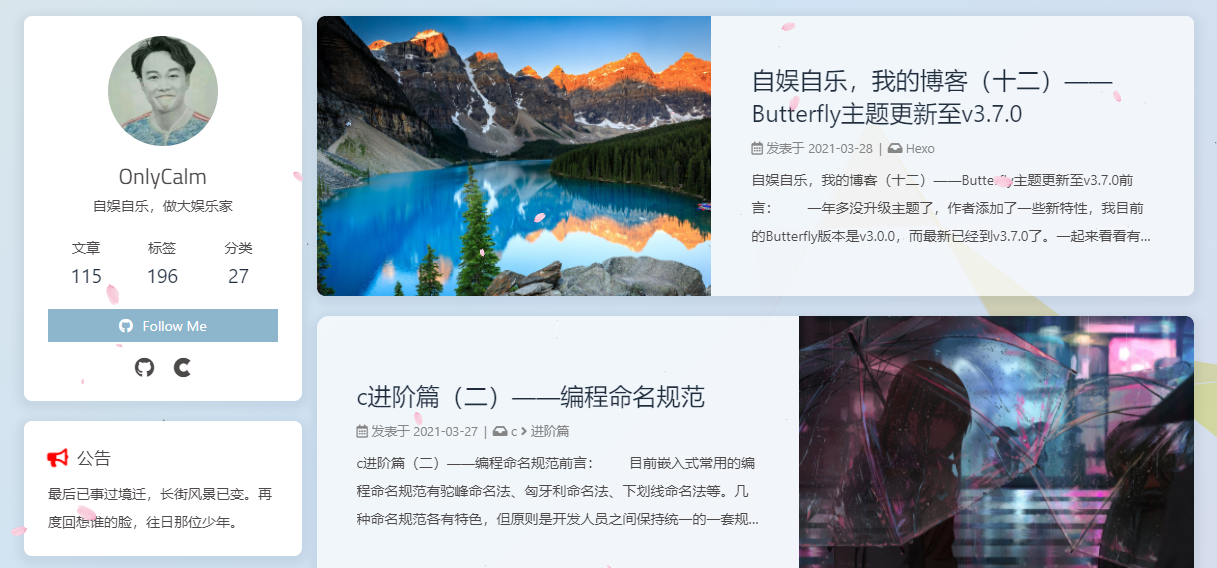 OnlyCalm
自娱自乐，做大娱乐家
文章 标签 分类
115 196 27
Follow Me
公告
最后已事过境迁，长街风景已变。再
度回想谁的脸，往日那位少年。
自娱自乐，我的博客（十二）——
Butterfly主题更新至v3.7.0
发表于 2021-03-28 | Hexo
自娱自乐，我的博客（十二）——Butterfly主题更新至v3.7.0前
言： 一年多没升级主题了，作者添加了一些新特性，我目前
的Butterfly版本是v3.0.0，而最新已经到v3.7.0了。一起来看看有...
c进阶篇（二）——编程命名规范
发表于 2021-03-27 | c > 进阶篇
c进阶篇（二）——编程命名规范前言： 目前嵌入式常用的编
程命名规范有驼峰命名法、匈牙利命名法、下划线命名法等。几
种命名规范各有特色，但原则是开发人员之间保持统一的一套规...